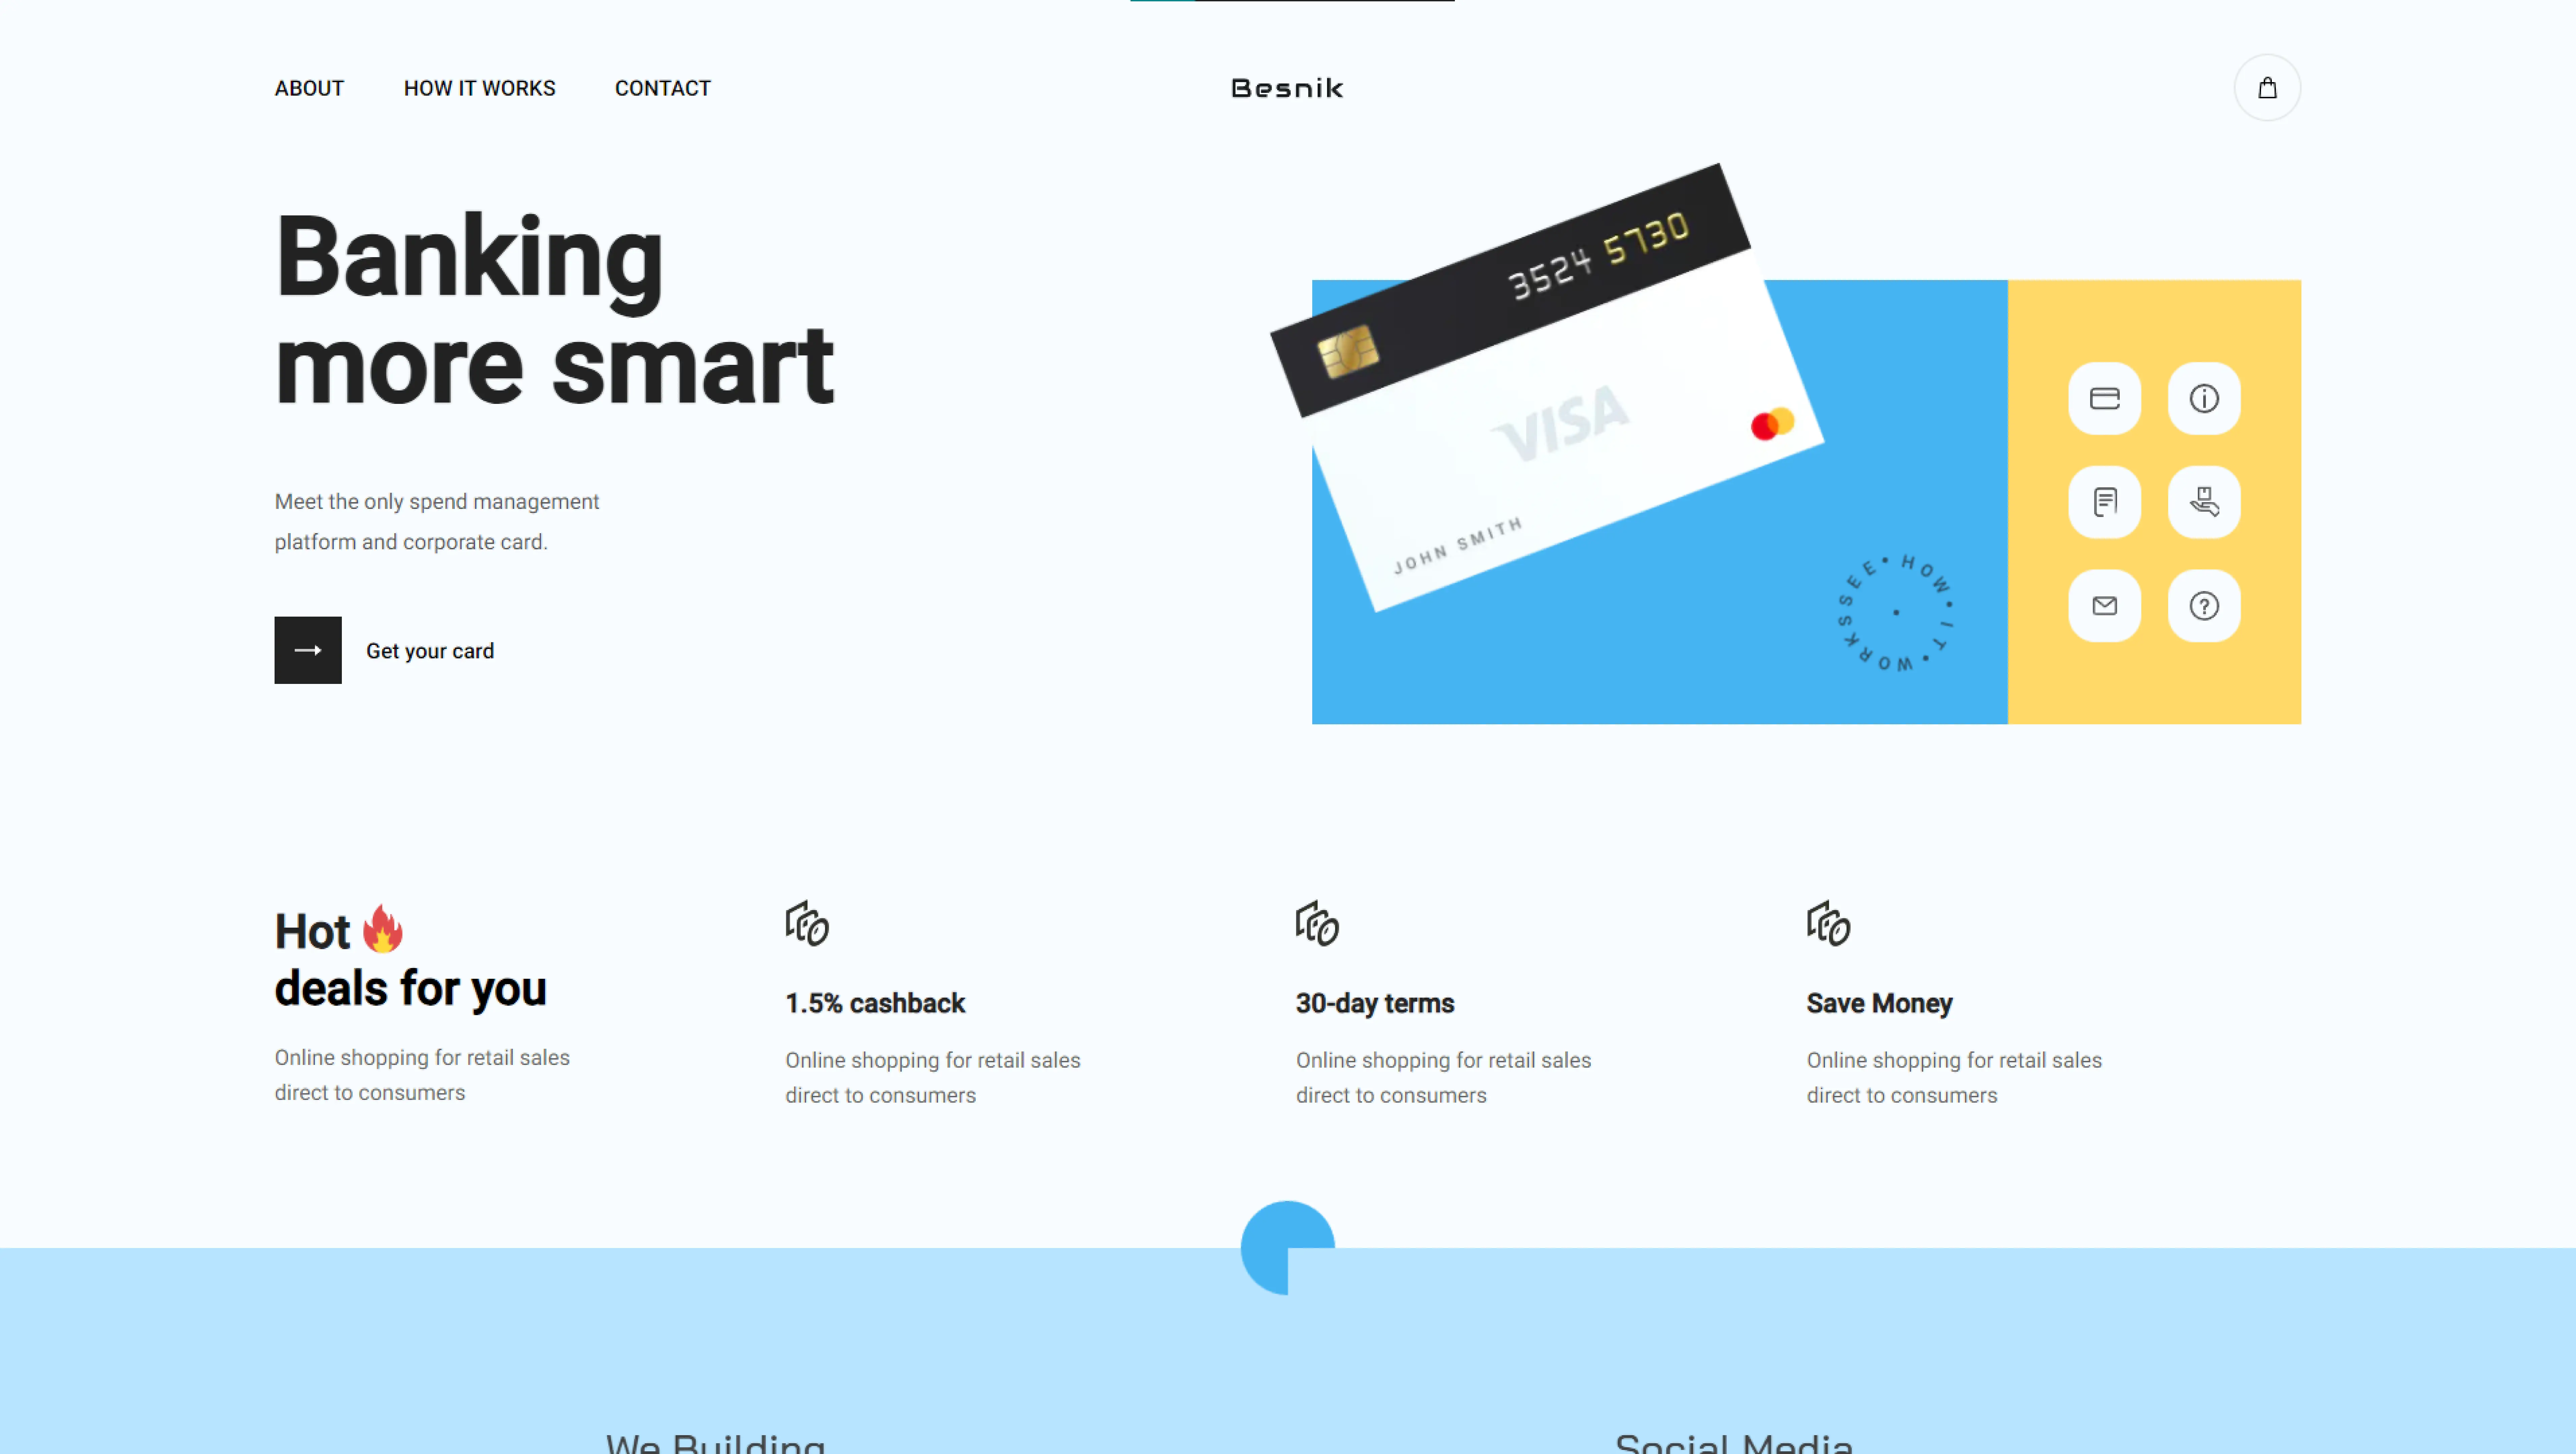 ABOUT HOW IT WORKS CONTACT
Besnik
Banking
more smart
Meet the only spend management
platform and corporate card.
Get your card
3524 5730
VISA
JOHN SMITH
SEE • HOW • IT • WORKS
Hot
deals for you
Online shopping for retail sales
direct to consumers
1.5% cashback
Online shopping for retail sales
direct to consumers
30-day terms
Online shopping for retail sales
direct to consumers
Save Money
Online shopping for retail sales
direct to consumers
We Building
Social Media